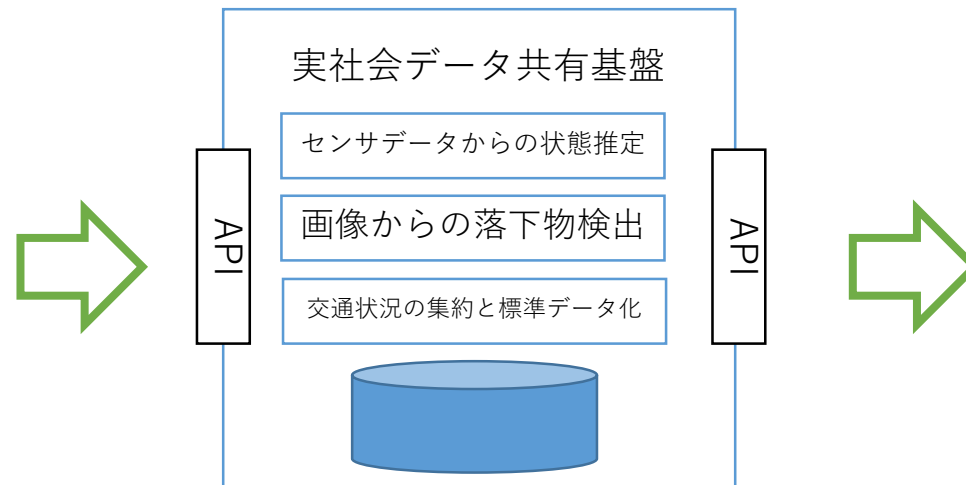 実社会データ共有基盤
センサデータからの状態推定
API
画像からの落下物検出
API
交通状況の集約と標準データ化